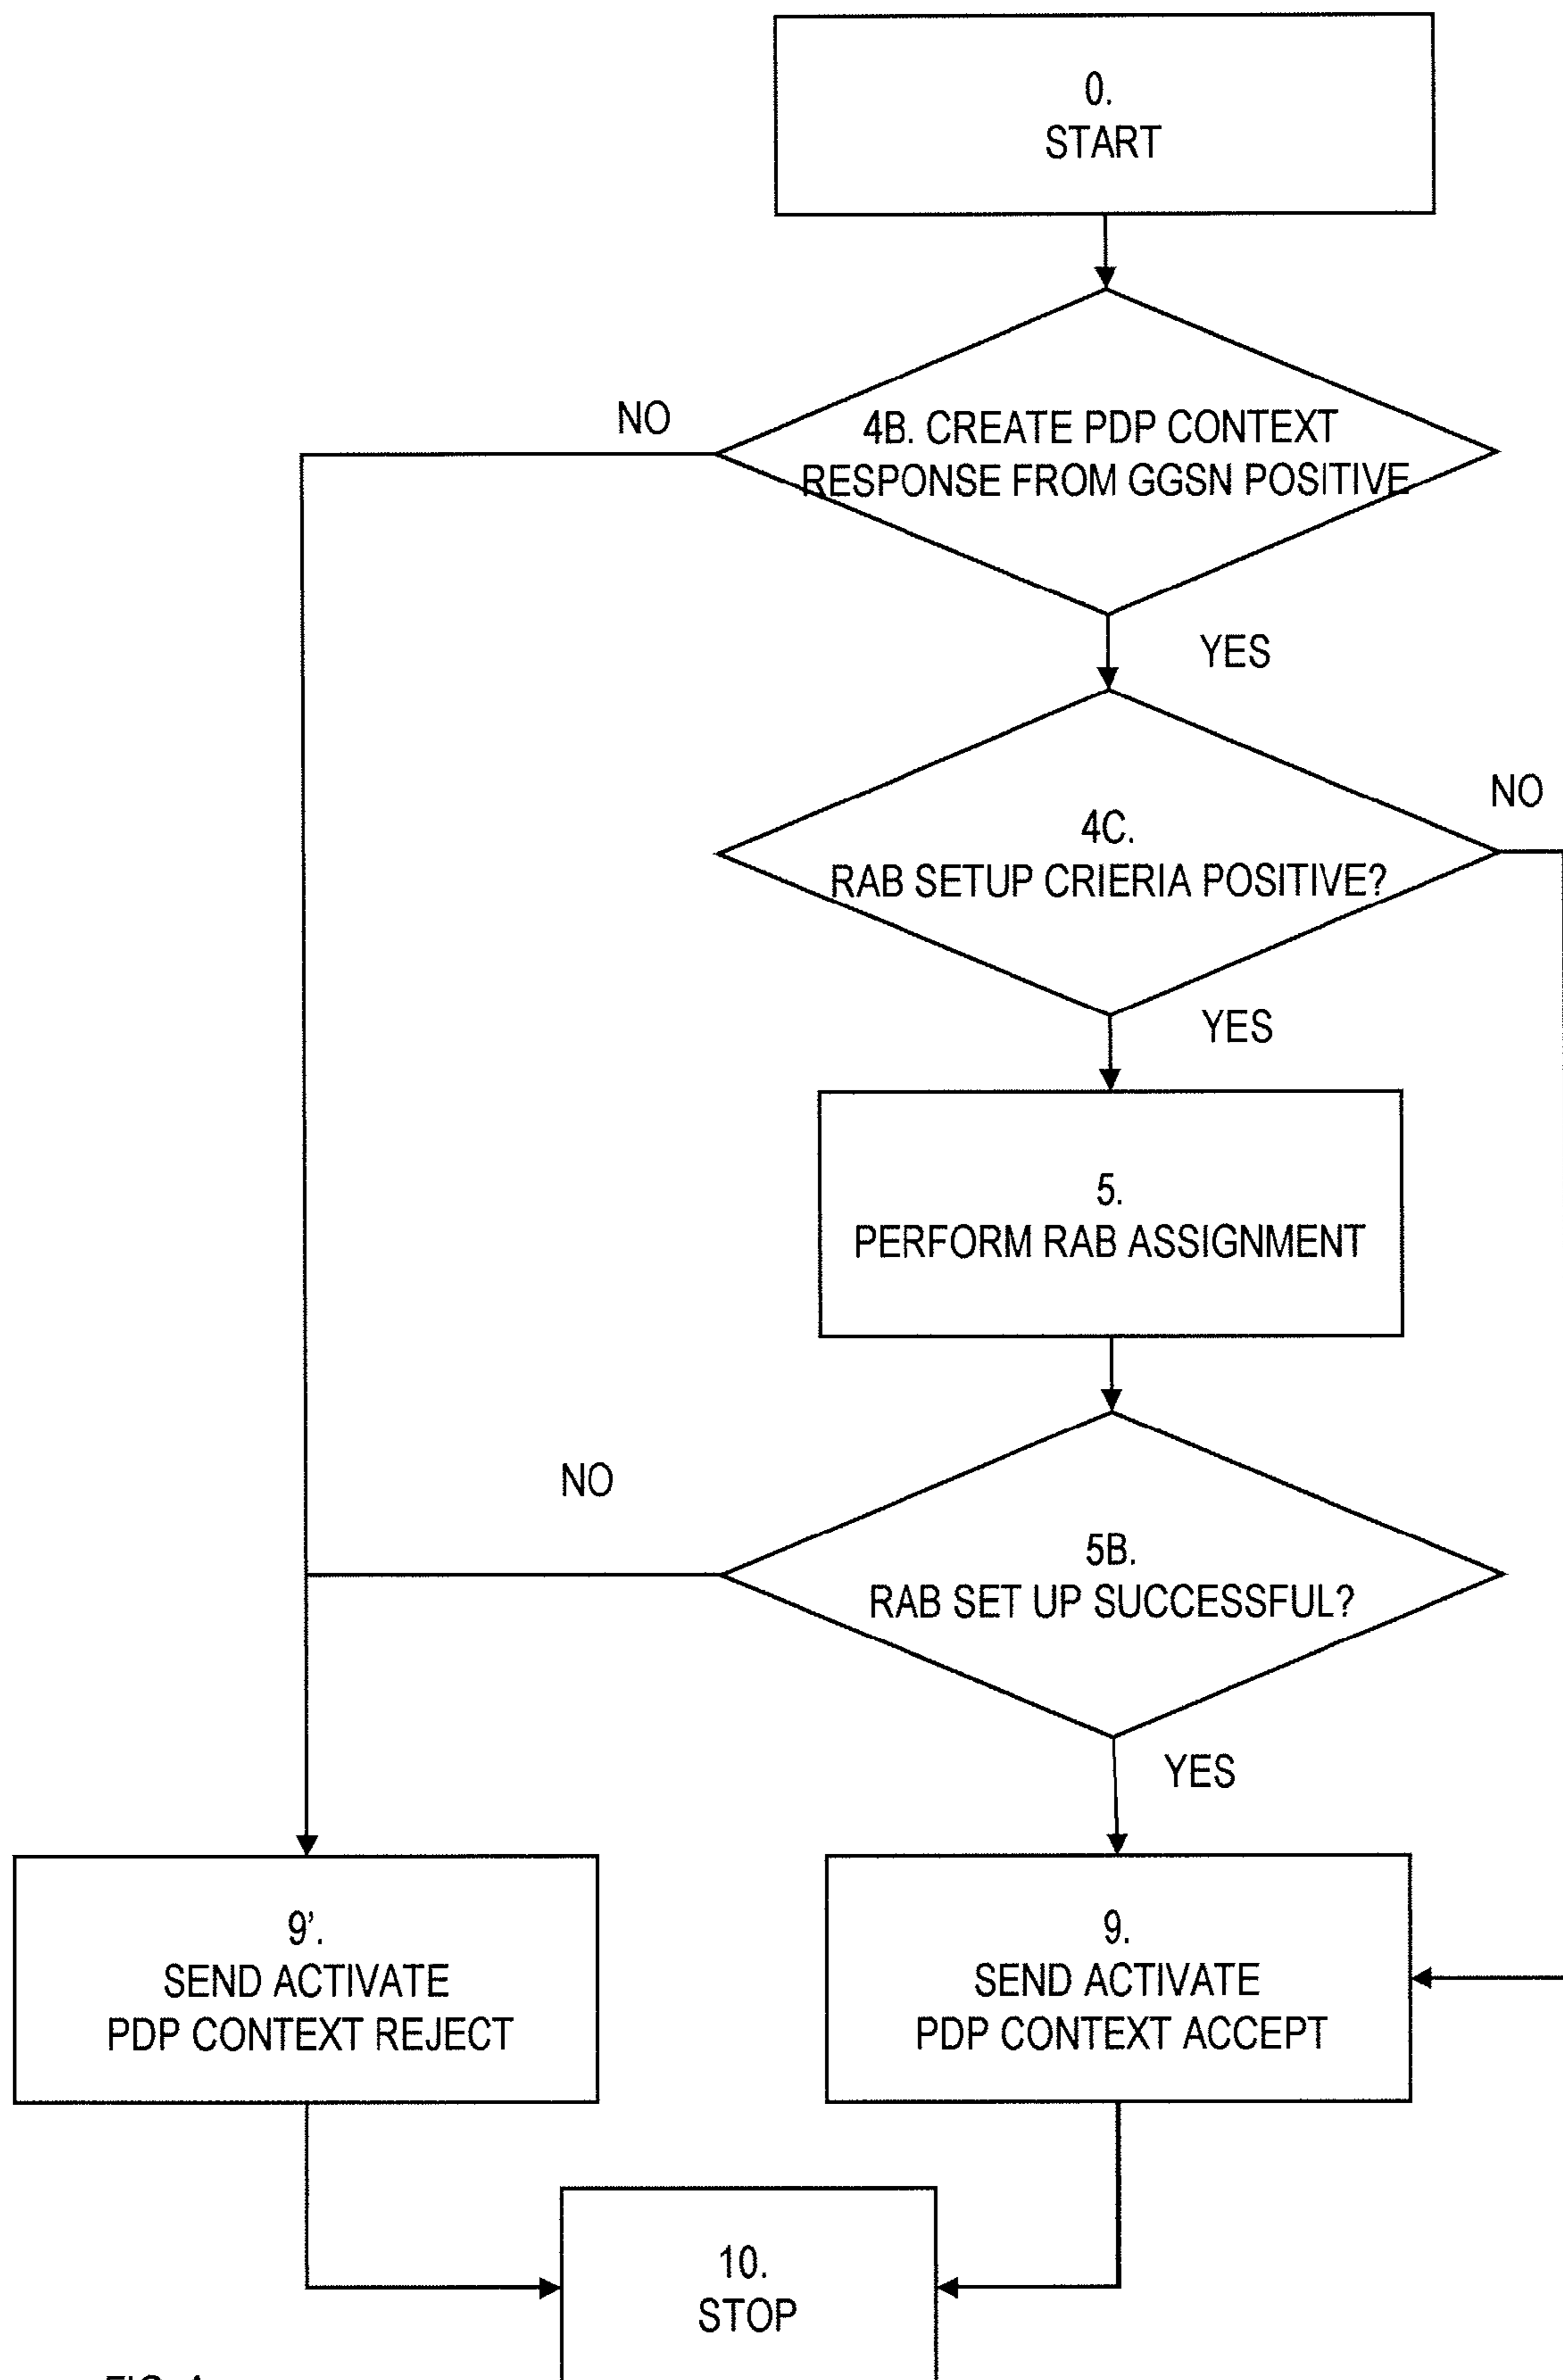 0.
START
NO
4B. CREATE PDP CONTEXT
RESPONSE FROM GGSN POSITIVE
YES
NO
4C.
RAB SETUP CRIERIA POSITIVE?
YES
5.
PERFORM RAB ASSIGNMENT
NO
5B.
RAB SET UP SUCCESSFUL?
YES
9'.
SEND ACTIVATE
PDP CONTEXT REJECT
9.
SEND ACTIVATE
PDP CONTEXT ACCEPT
10.
STOP